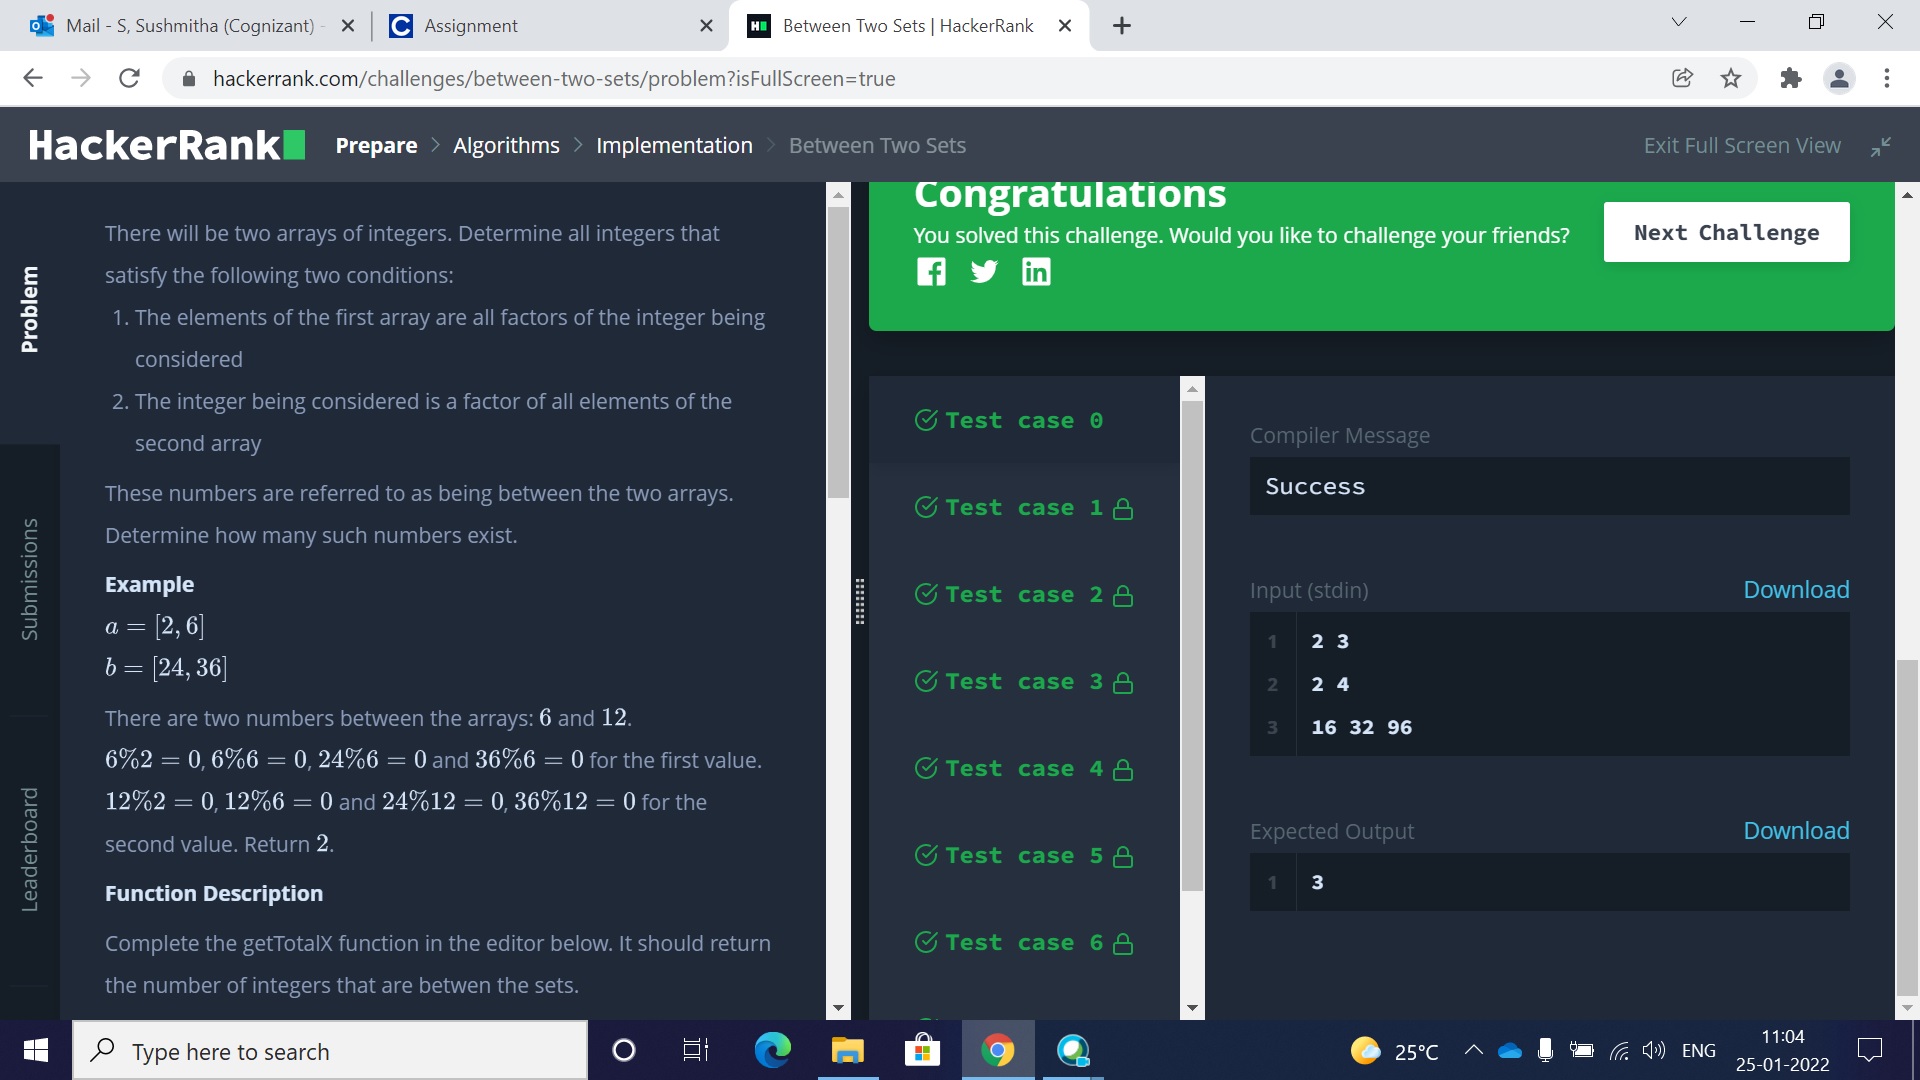 Mail - S, Sushmitha (Cognizant) -
Assignment
Between Two Sets | HackerRank
hackerrank.com/challenges/between-two-sets/problem?isFullScreen=true
HackerRank
Prepare > Algorithms > Implementation > Between Two Sets
Exit Full Screen View
Problem
Submissions
Leaderboard
There will be two arrays of integers. Determine all integers that
satisfy the following two conditions:
1. The elements of the first array are all factors of the integer being
considered
2. The integer being considered is a factor of all elements of the
second array
These numbers are referred to as being between the two arrays.
Determine how many such numbers exist.
Example
a = [2, 6]
b = [24, 36]
There are two numbers between the arrays: 6 and 12.
6%2 = 0, 6%6 = 0, 24%6 = 0 and 36%6 = 0 for the first value.
12%2 = 0, 12%6 = 0 and 24%12 = 0, 36%12 = 0 for the
second value. Return 2.
Function Description
Complete the getTotalX function in the editor below. It should return
the number of integers that are betwen the sets.
Congratulations
You solved this challenge. Would you like to challenge your friends?
Next Challenge
Test case 0
Test case 1
Test case 2
Test case 3
Test case 4
Test case 5
Test case 6
Compiler Message
Success
Input (stdin)
Download
1 2 3
2 2 4
3 16 32 96
Expected Output
Download
1 3
Type here to search
25°C
ENG
11:04
25-01-2022